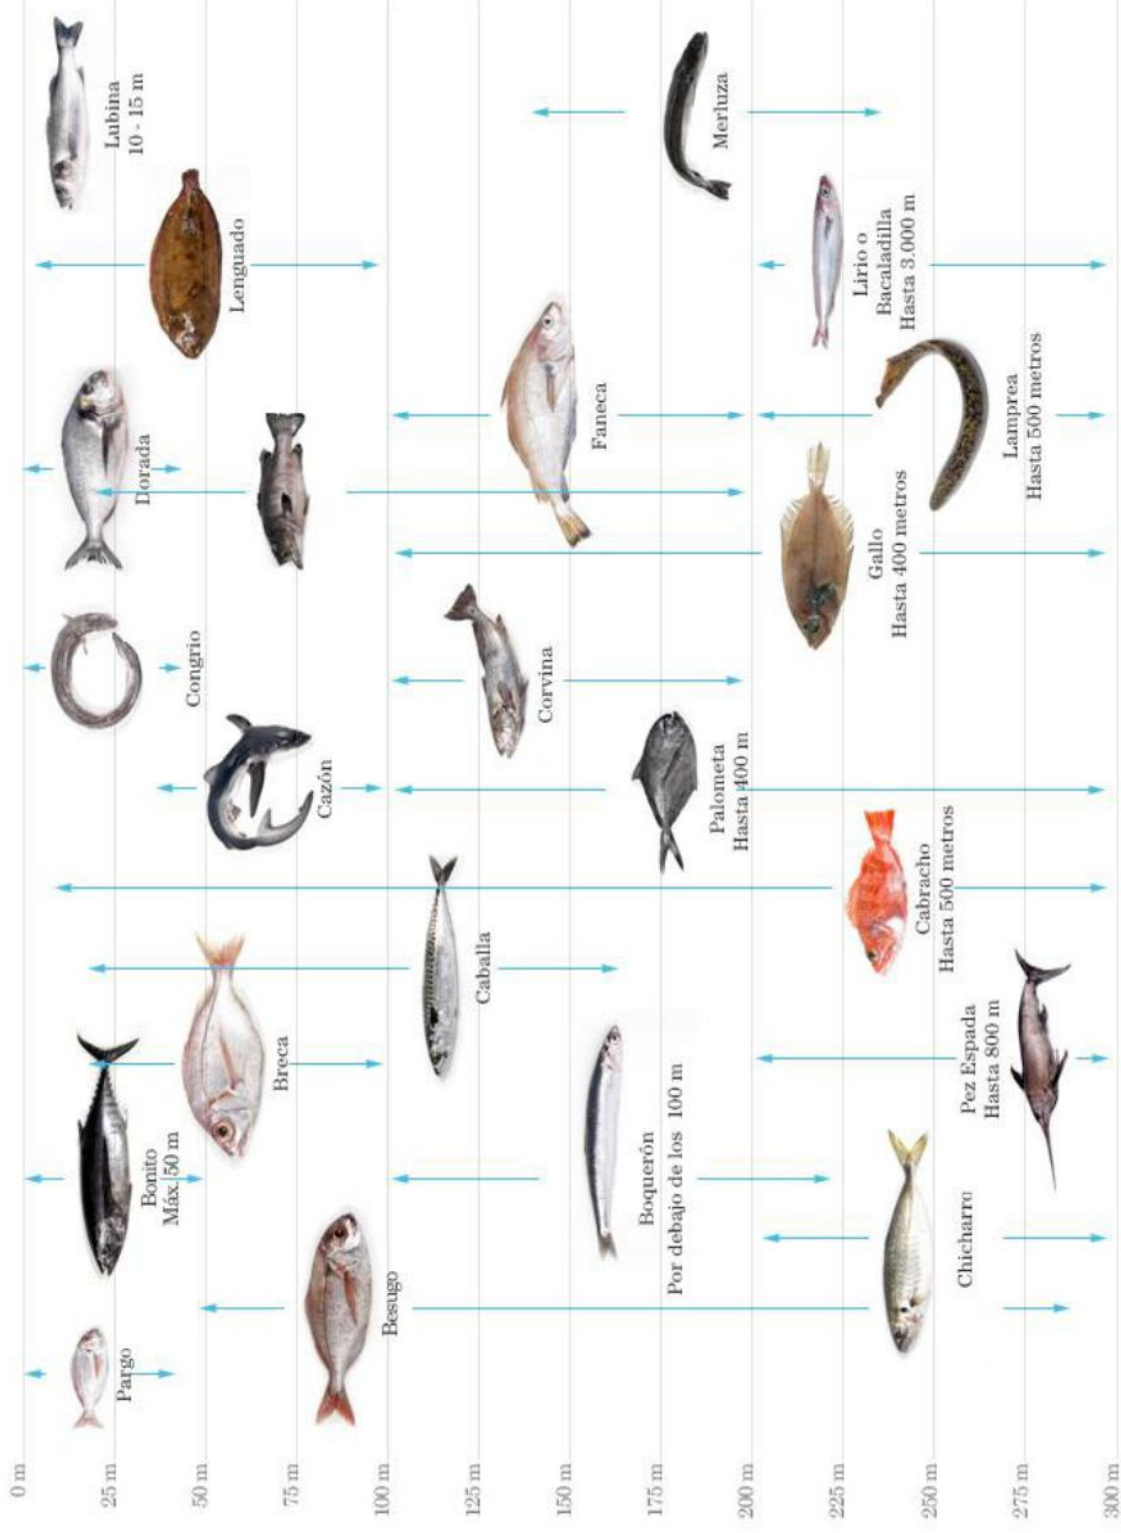 0 m
25 m
50 m
75 m
100 m
125 m
150 m
175 m
200 m
225 m
250 m
275 m
300 m
Pargo
Bonito
Máx. 50 m
Congrio
Dorada
Lubina
10 - 15 m
Besugo
Breca
Cazón
Lenguado
Caballa
Corvina
Faneca
Boquerón
Por debajo de los 100 m
Palometa
Hasta 400 m
Merluza
Chicharro
Pez Espada
Hasta 800 m
Cabracho
Hasta 500 metros
Gallo
Hasta 400 metros
Lamprea
Hasta 500 metros
Lirio o
Bacaladilla
Hasta 3.000 m